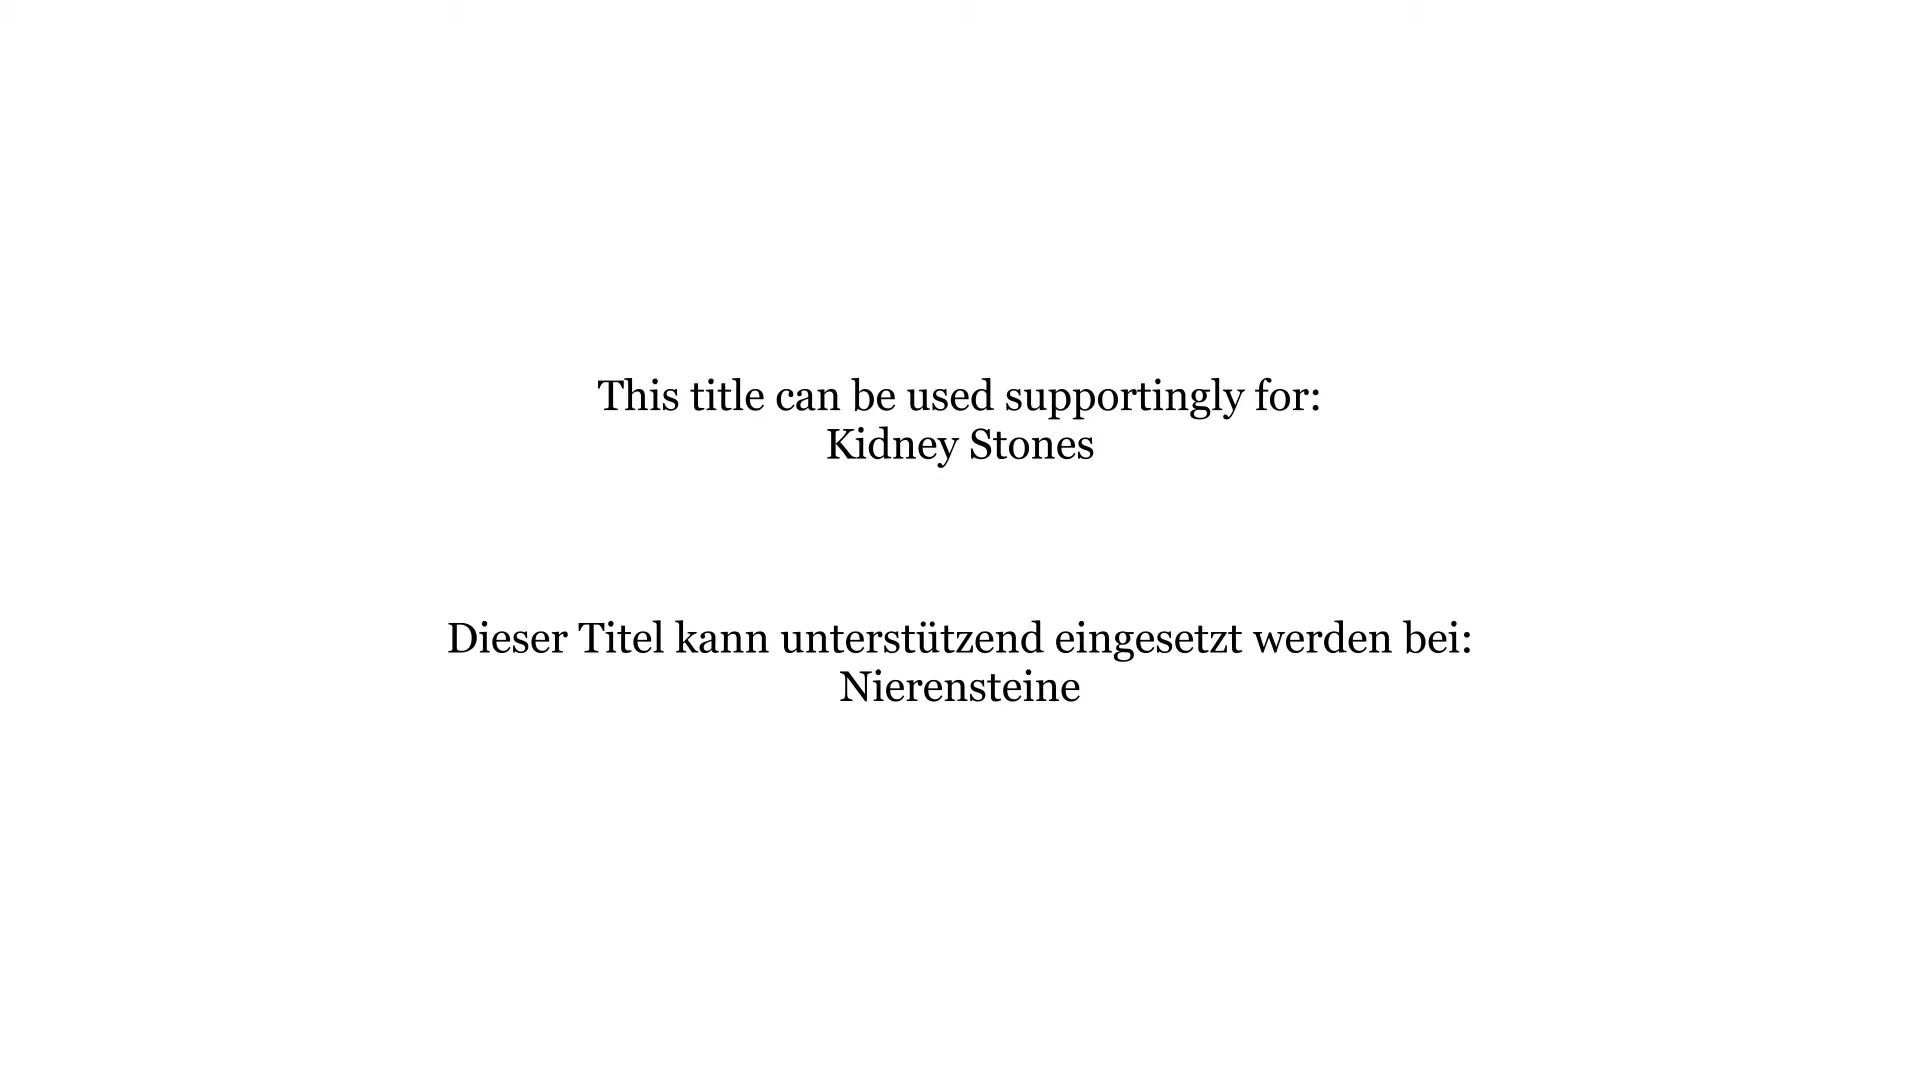 This title can be used supportingly for:
Kidney Stones
Dieser Titel kann unterstützend eingesetzt werden bei:
Nierensteine